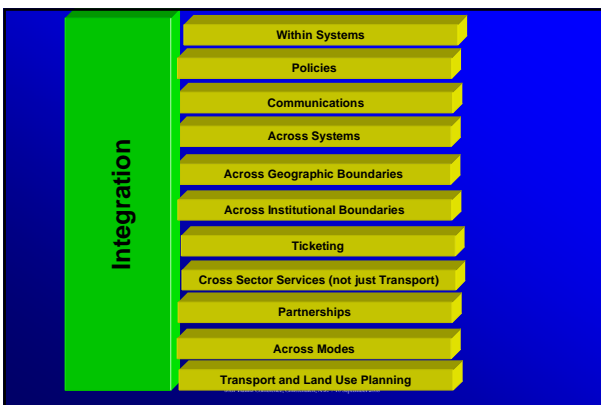 Integration
Within Systems
Policies
Communications
Across Systems
Across Geographic Boundaries
Across Institutional Boundaries
Ticketing
Cross Sector Services (not just Transport)
Partnerships
Across Modes
Transport and Land Use Planning